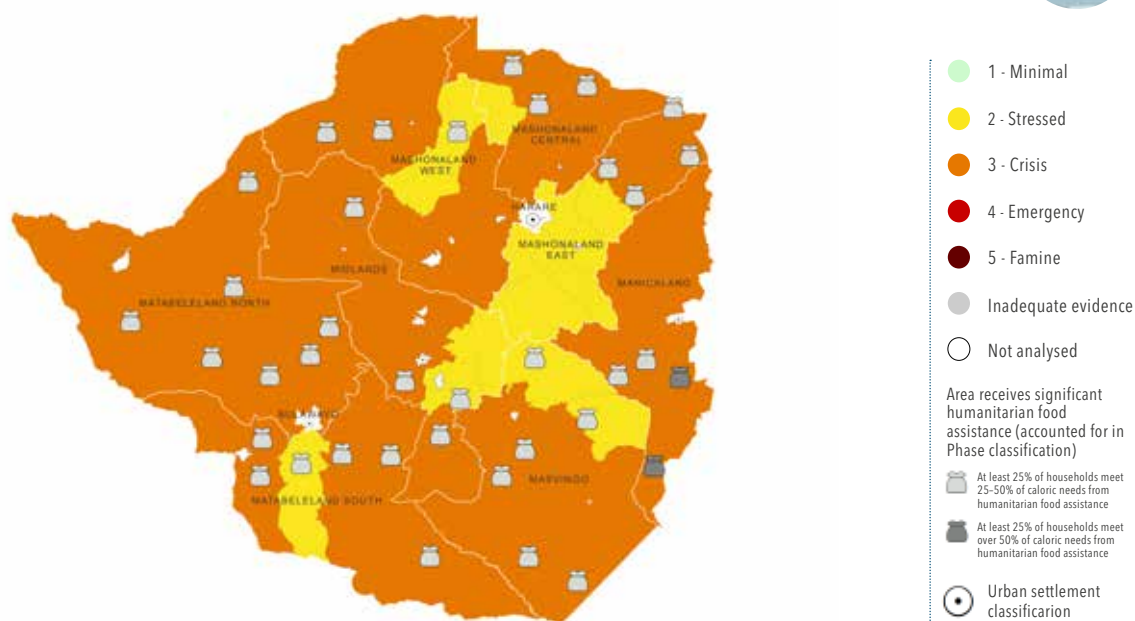 MASHONALAND
CENTRAL
MASHONALAND
WEST
HARARE
MASHONALAND
EAST
MIDLANDS
MANICALAND
MATABELELAND NORTH
BULAWAYO
MASVINGO
MATABELELAND SOUTH
1 - Minimal
2 - Stressed
3 - Crisis
4 - Emergency
5 - Famine
Inadequate evidence
Not analysed
Area receives significant
humanitarian food
assistance (accounted for in
Phase classification)
At least 25% of households meet
25–50% of caloric needs from
humanitarian food assistance
At least 25% of households meet
over 50% of caloric needs from
humanitarian food assistance
Urban settlement
classificarion